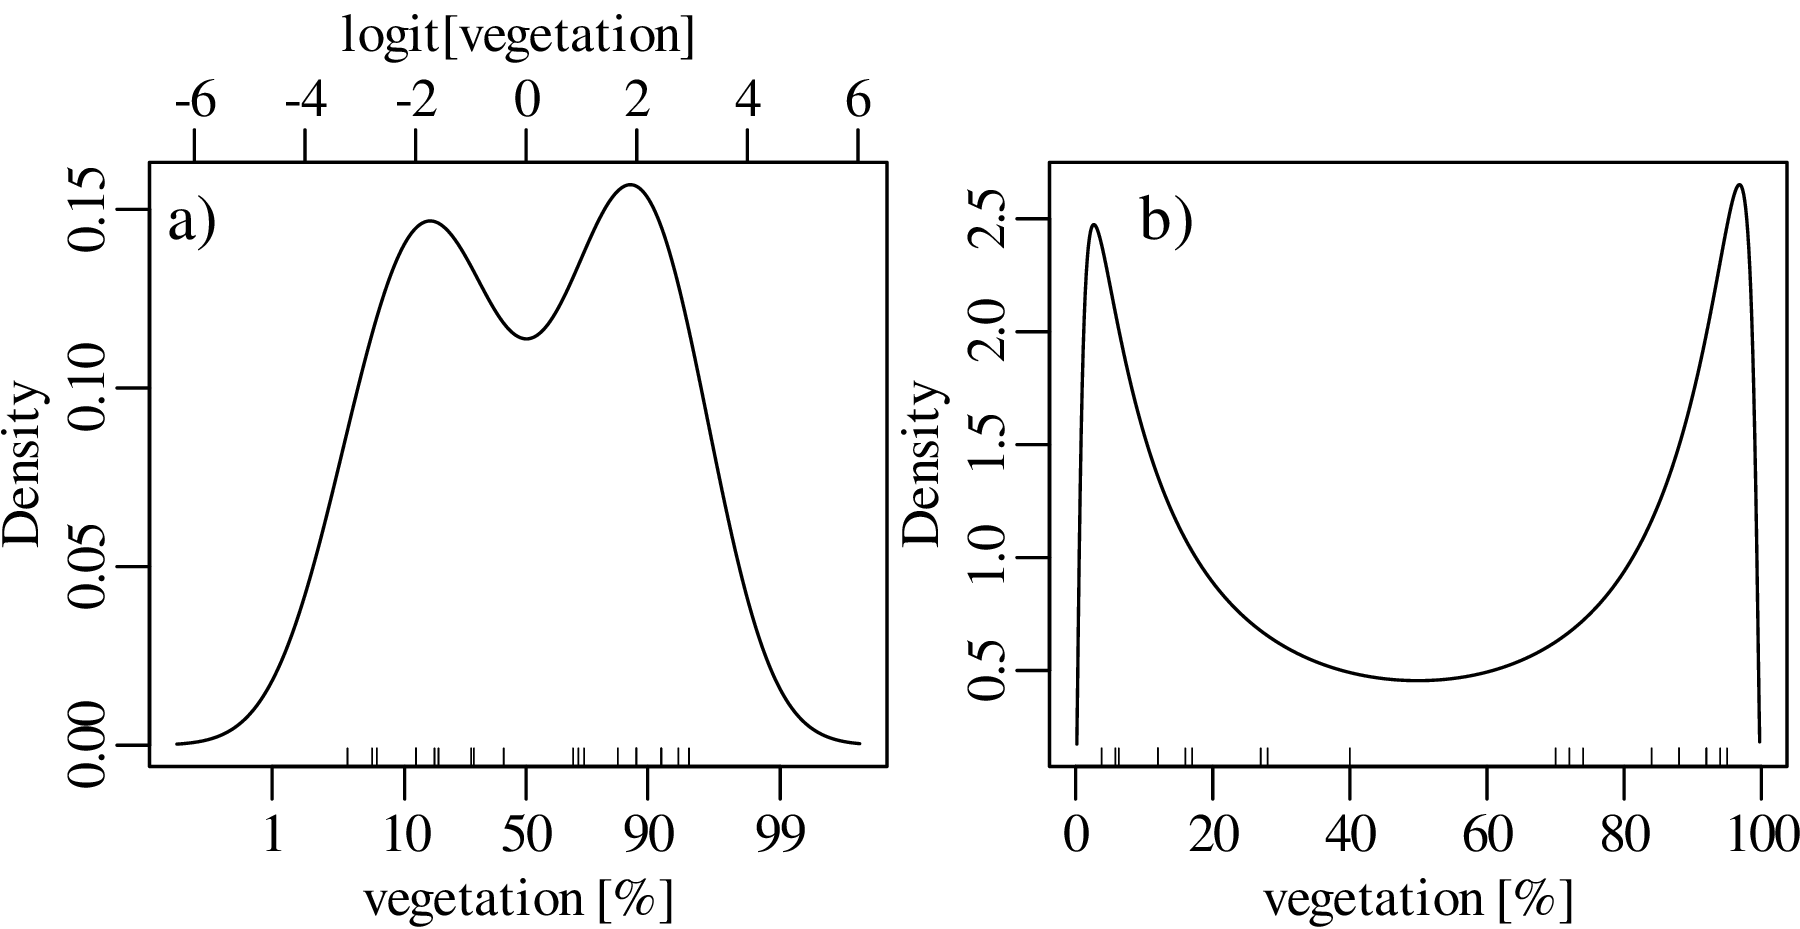 logit[vegetation]
-6 -4 -2 0 2 4 6
a)
Density
0.00 0.05 0.10 0.15
1 10 50 90 99
vegetation [%]
b)
Density
0.5 1.0 1.5 2.0 2.5
0 20 40 60 80 100
vegetation [%]